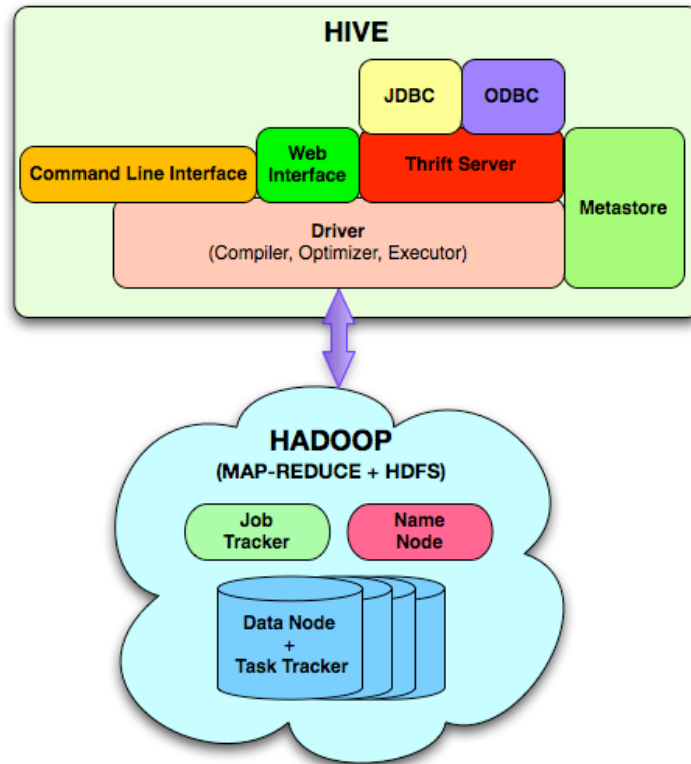 HIVE
JDBC
ODBC
Command Line Interface
Web
Interface
Thrift Server
Metastore
Driver
(Compiler, Optimizer, Executor)
HADOOP
(MAP-REDUCE + HDFS)
Job
Tracker
Name
Node
Data Node
+
Task Tracker